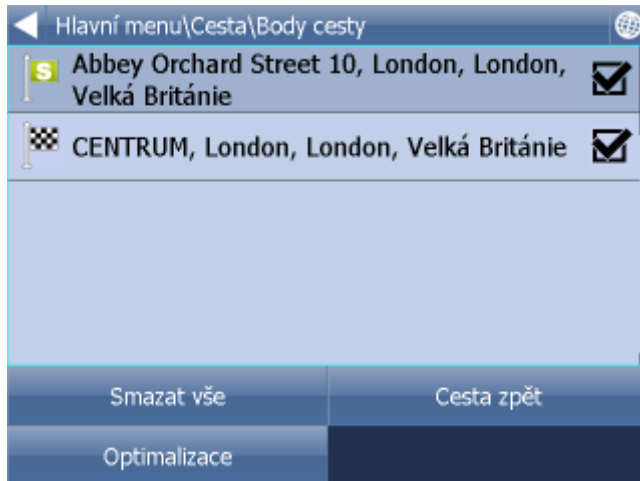 Hlavní menu\Cesta\Body cesty
S
Abbey Orchard Street 10, London, London,
Velká Británie
CENTRUM, London, London, Velká Británie
Smazat vše
Cesta zpět
Optimalizace